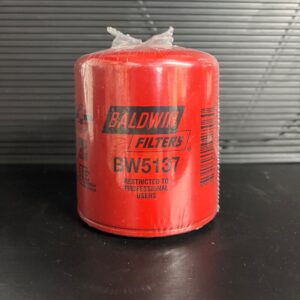 BALDWIN
FILTERS
BW5137
RESTRICTED TO
PROFESSIONAL
USERS